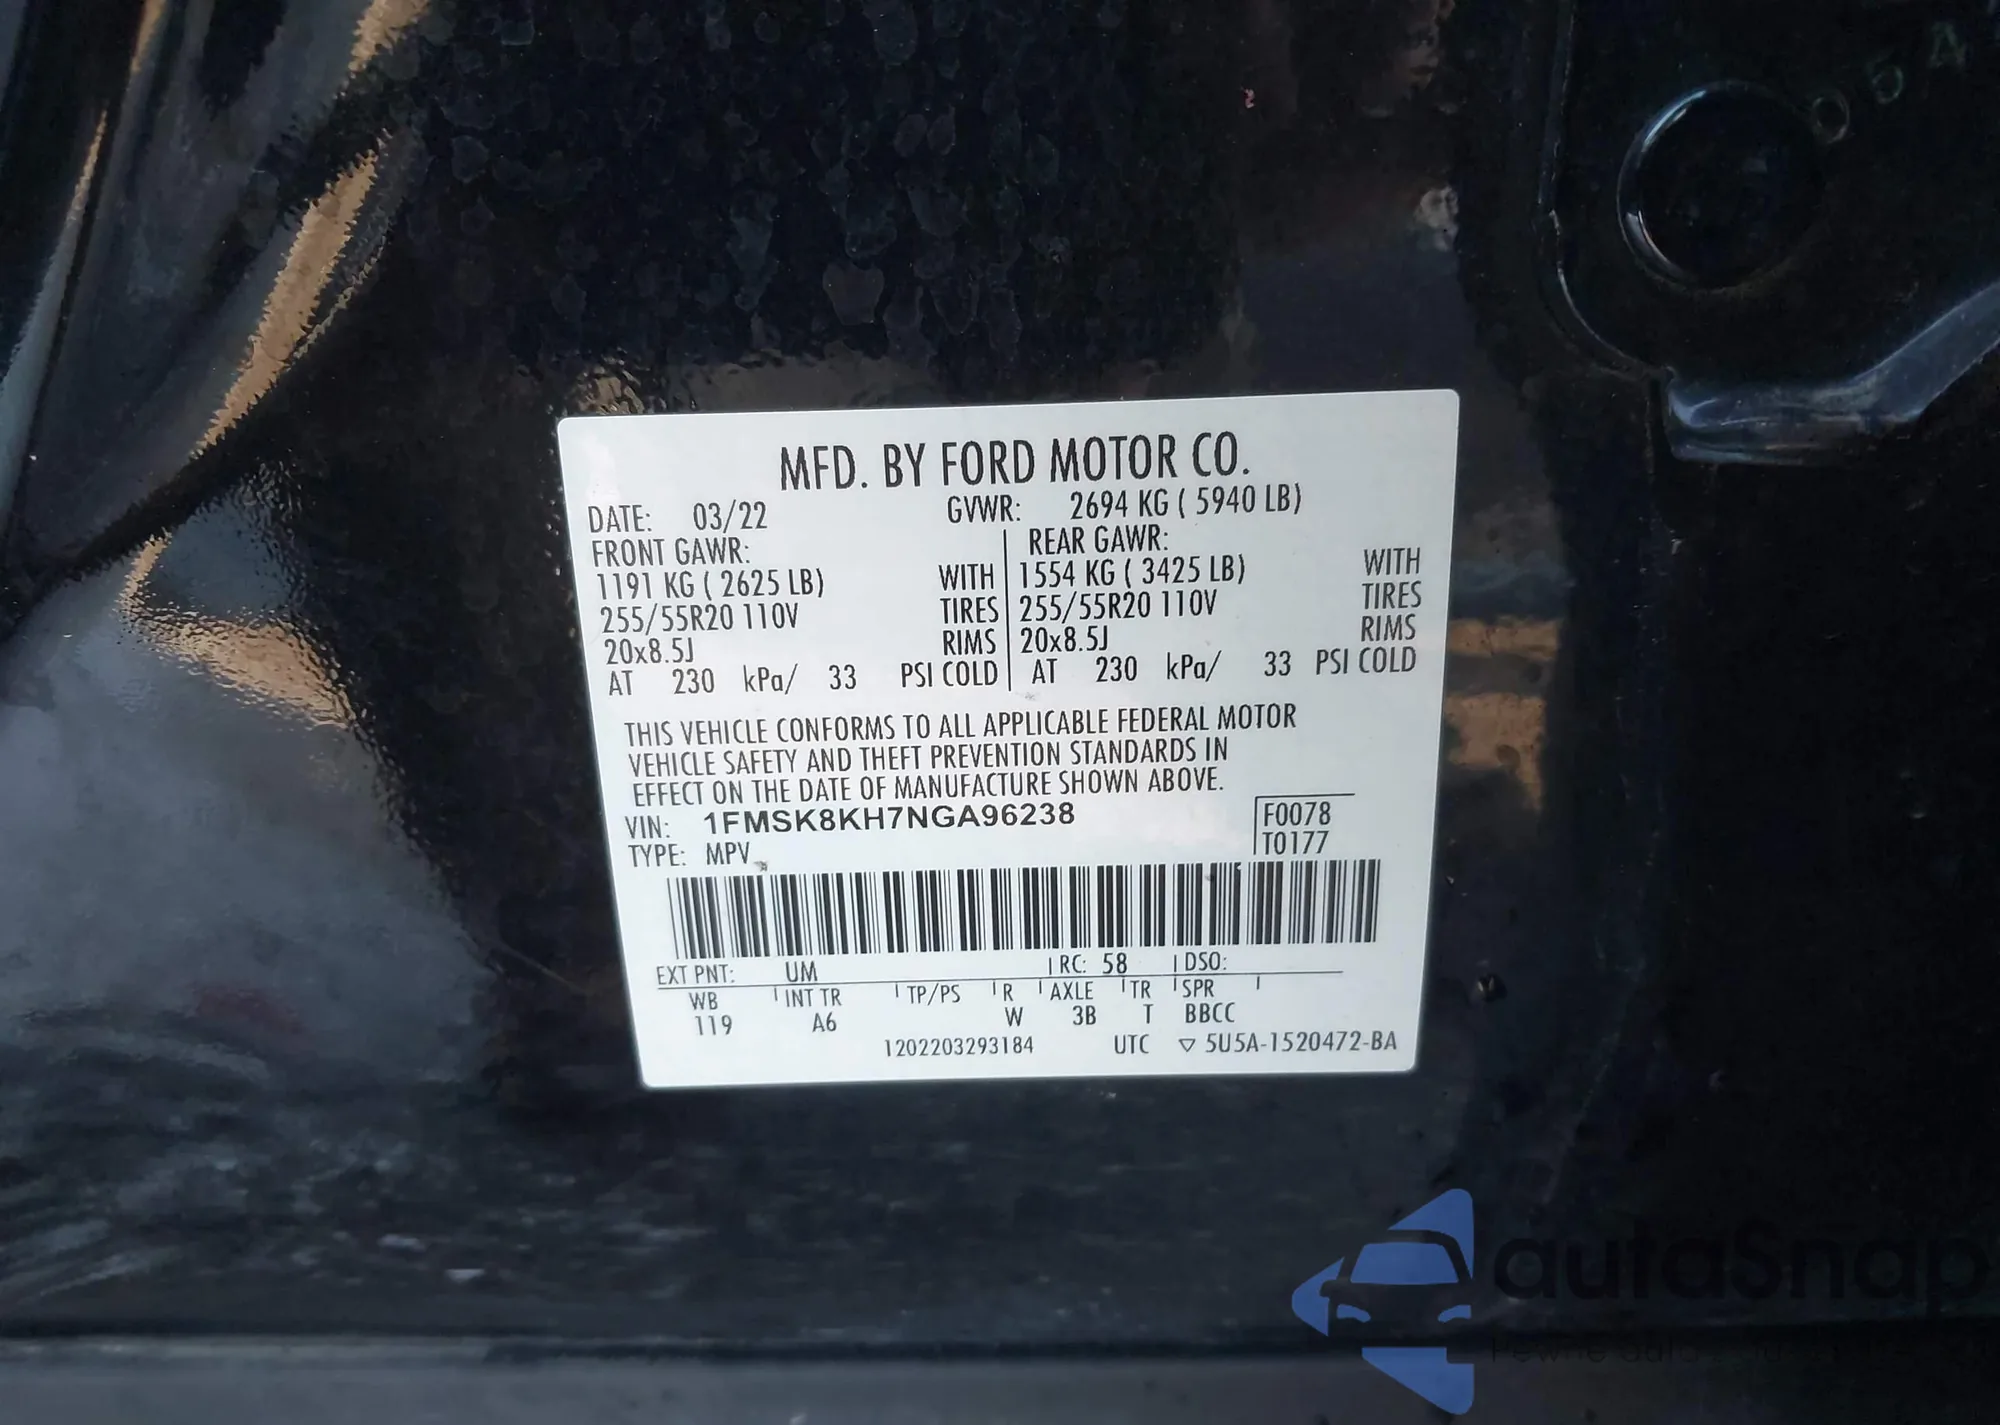 MFD. BY FORD MOTOR CO.
DATE: 03/22 GVWR: 2694 KG ( 5940 LB)
FRONT GAWR: REAR GAWR:
1191 KG ( 2625 LB) WITH 1554 KG ( 3425 LB) WITH
255/55R20 110V TIRES 255/55R20 110V TIRES
20x8.5J RIMS 20x8.5J RIMS
AT 230 kPa/ 33 PSI COLD AT 230 kPa/ 33 PSI COLD
THIS VEHICLE CONFORMS TO ALL APPLICABLE FEDERAL MOTOR
VEHICLE SAFETY AND THEFT PREVENTION STANDARDS IN
EFFECT ON THE DATE OF MANUFACTURE SHOWN ABOVE.
VIN: 1FMSK8KH7NGA96238 F0078
TYPE: MPV T0177
EXT PNT: UM RC: 58 DSO:
WB INT TR TP/PS R AXLE TR SPR
119 A6 W 3B T BBCC
1202203293184 UTC ▽ 5U5A-1520472-BA
autaSnap